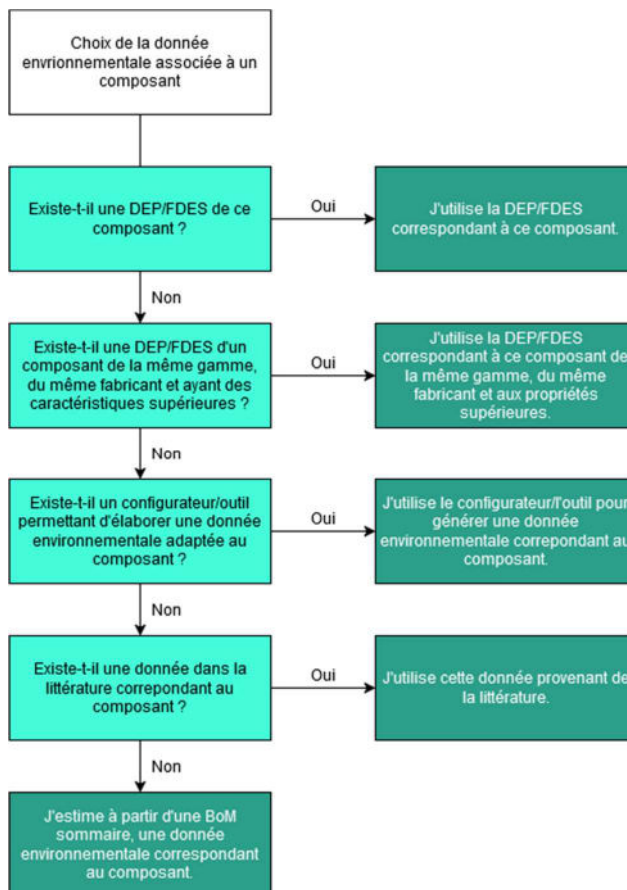 Choix de la donnée
envrionnementale associée à un
composant
Existe-t-il une DEP/FDES de ce
composant ?
Oui
J'utilise la DEP/FDES
correspondant à ce composant.
Non
Existe-t-il une DEP/FDES d'un
composant de la même gamme,
du même fabricant et ayant des
caractéristiques supérieures ?
Oui
J'utilise la DEP/FDES
correspondant à ce composant de
la même gamme, du même
fabricant et aux propriétés
supérieures.
Non
Existe-t-il un configurateur/outil
permettant d'élaborer une donnée
environnementale adaptée au
composant ?
Oui
J'utilise le configurateur/l'outil pour
générer une donnée
environnementale correpondant au
composant.
Non
Existe-t-il une donnée dans la
littérature correpondant au
composant ?
Oui
J'utilise cette donnée provenant de
la littérature.
Non
J'estime à partir d'une BoM
sommaire, une donnée
environnementale correspondant
au composant.